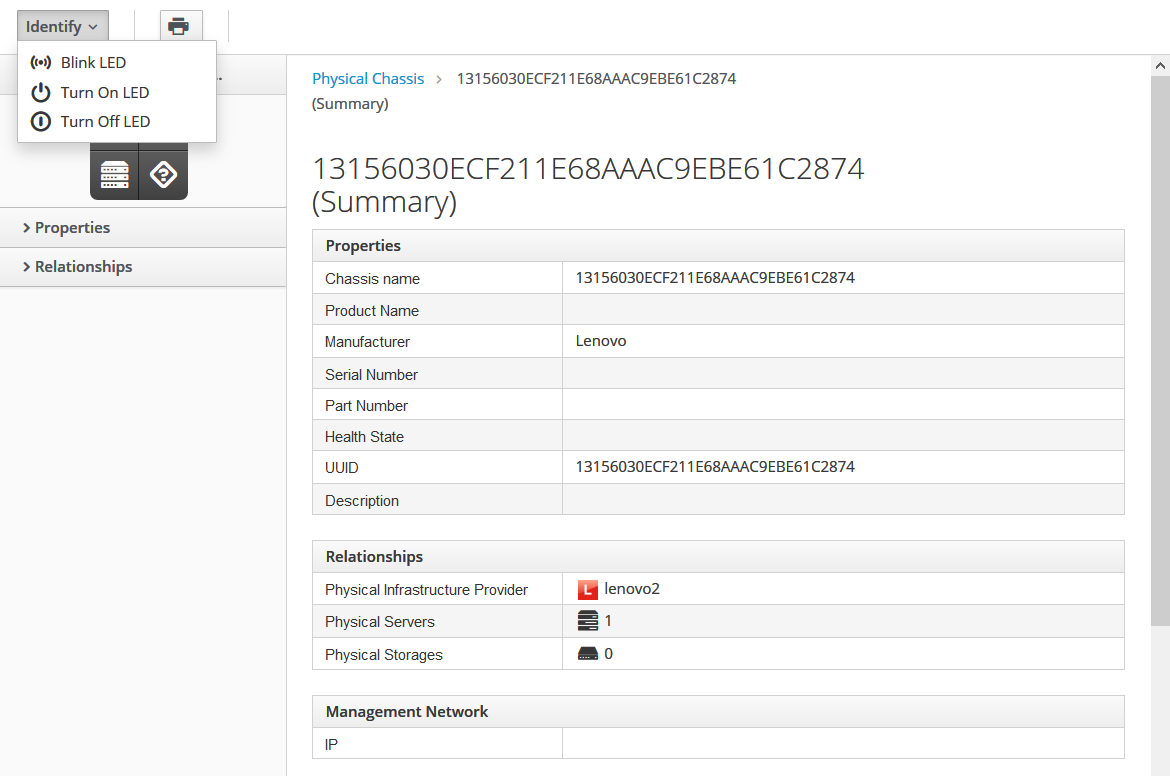 Identify
Blink LED
Turn On LED
Turn Off LED
Properties
Relationships
Physical Chassis > 13156030ECF211E68AAAC9EBE61C2874
(Summary)
13156030ECF211E68AAAC9EBE61C2874
(Summary)
Properties
Chassis name 13156030ECF211E68AAAC9EBE61C2874
Product Name
Manufacturer Lenovo
Serial Number
Part Number
Health State
UUID 13156030ECF211E68AAAC9EBE61C2874
Description
Relationships
Physical Infrastructure Provider L lenovo2
Physical Servers 1
Physical Storages 0
Management Network
IP